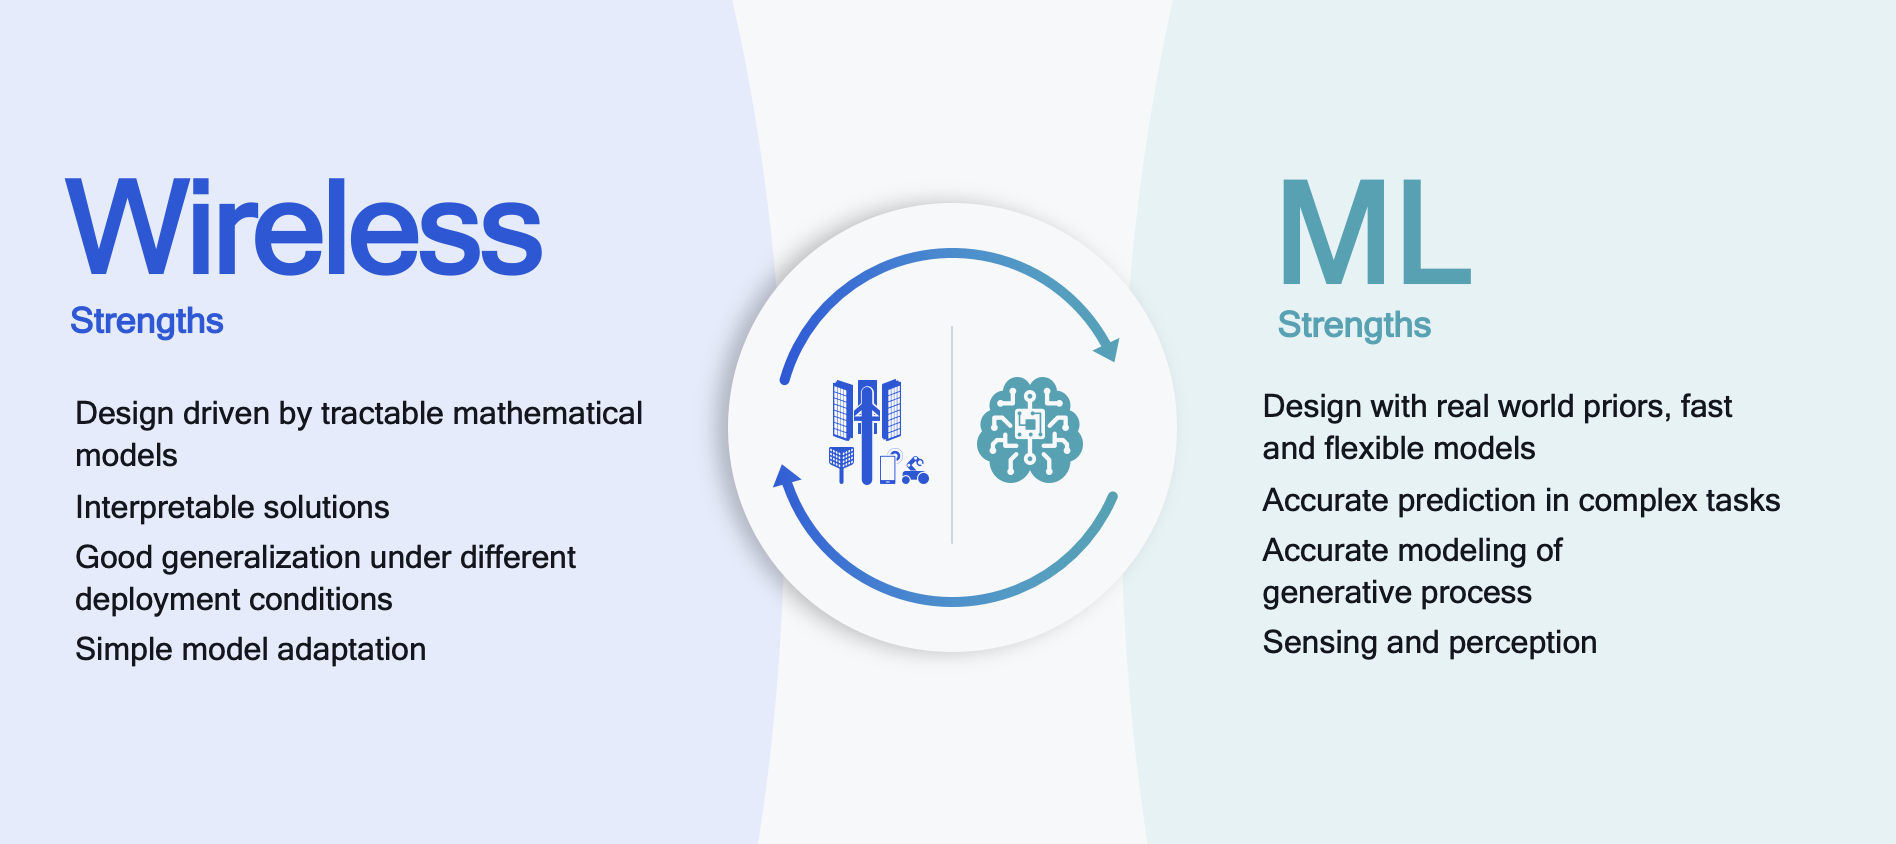 Wireless
Strengths
Design driven by tractable mathematical
models
Interpretable solutions
Good generalization under different
deployment conditions
Simple model adaptation
ML
Strengths
Design with real world priors, fast
and flexible models
Accurate prediction in complex tasks
Accurate modeling of
generative process
Sensing and perception